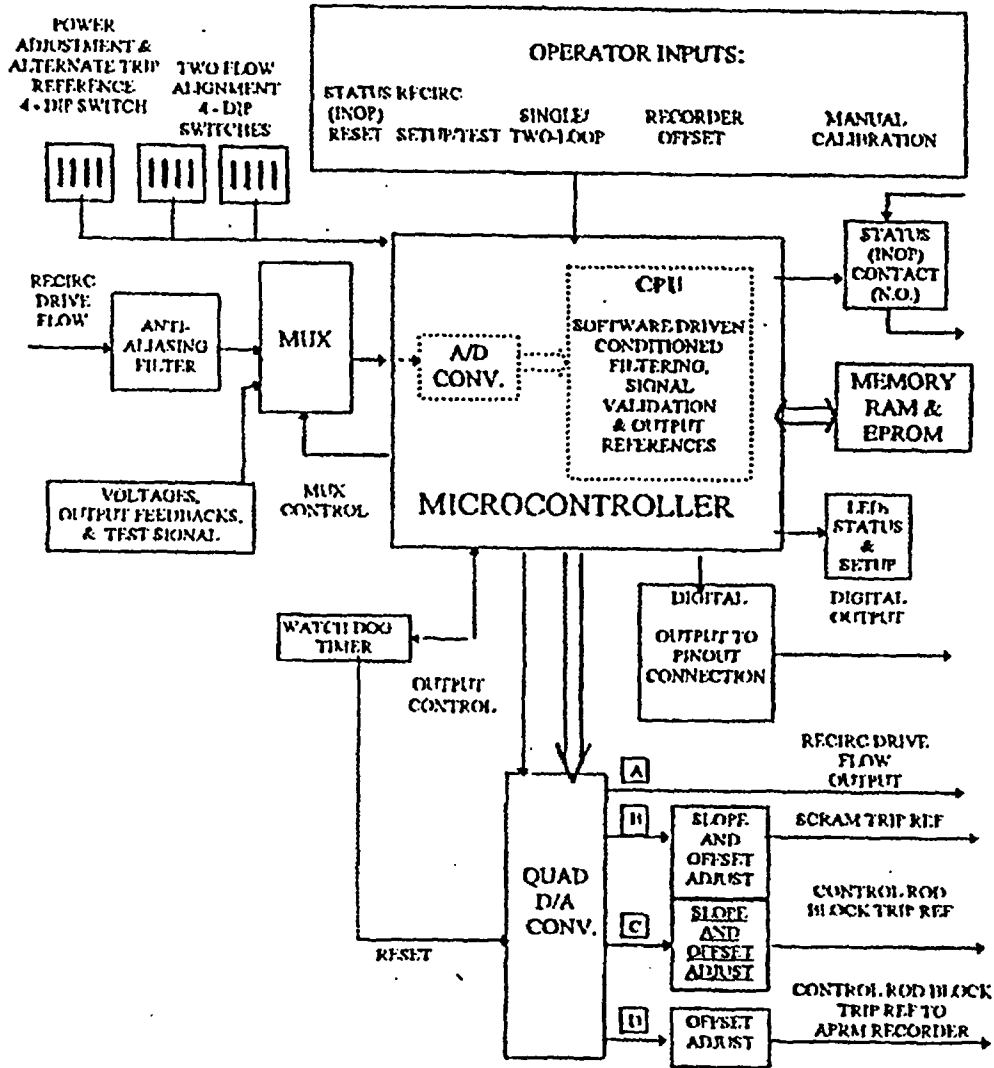 POWER
ADJUSTMENT &
ALTERNATE TRIP
REFERENCE
4 - DIP SWITCH
TWO FLOW
ALIGNMENT
4 - DIP
SWITCHES
OPERATOR INPUTS:
STATUS
(INOP)
RESET
RECIRC
SETUP/TEST
SINGLE/
TWO-LOOP
RECORDER
OFFSET
MANUAL
CALIBRATION
RECIRC
DRIVE
FLOW
ANTI-
ALIASING
FILTER
MUX
A/D
CONV.
CPU
SOFTWARE DRIVEN
CONDITIONED
FILTERING,
SIGNAL
VALIDATION
& OUTPUT
REFERENCES
MICROCONTROLLER
STATUS
(INOP)
CONTACT
(N.O.)
MEMORY
RAM &
EPROM
VOLTAGES,
OUTPUT FEEDBACKS,
& TEST SIGNAL
MUX
CONTROL
LEDs
STATUS
&
SETUP
WATCH DOG
TIMER
OUTPUT
CONTROL
DIGITAL
OUTPUT TO
PINOUT
CONNECTION
DIGITAL
OUTPUT
QUAD
D/A
CONV.
RESET
A
RECIRC DRIVE
FLOW
OUTPUT
B
SLOPE
AND
OFFSET
ADJUST
SCRAM TRIP REF
C
SLOPE
AND
OFFSET
ADJUST
CONTROL ROD
BLOCK TRIP REF
D
OFFSET
ADJUST
CONTROL ROD BLOCK
TRIP REF TO
APRM RECORDER